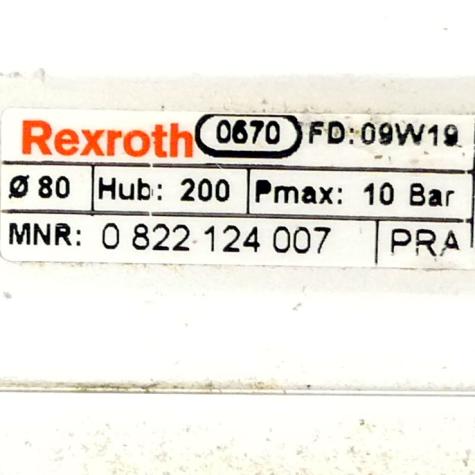 Rexroth 0670 FD: 09W19
Ø 80 Hub: 200 Pmax: 10 Bar
MNR: 0 822 124 007 PRA